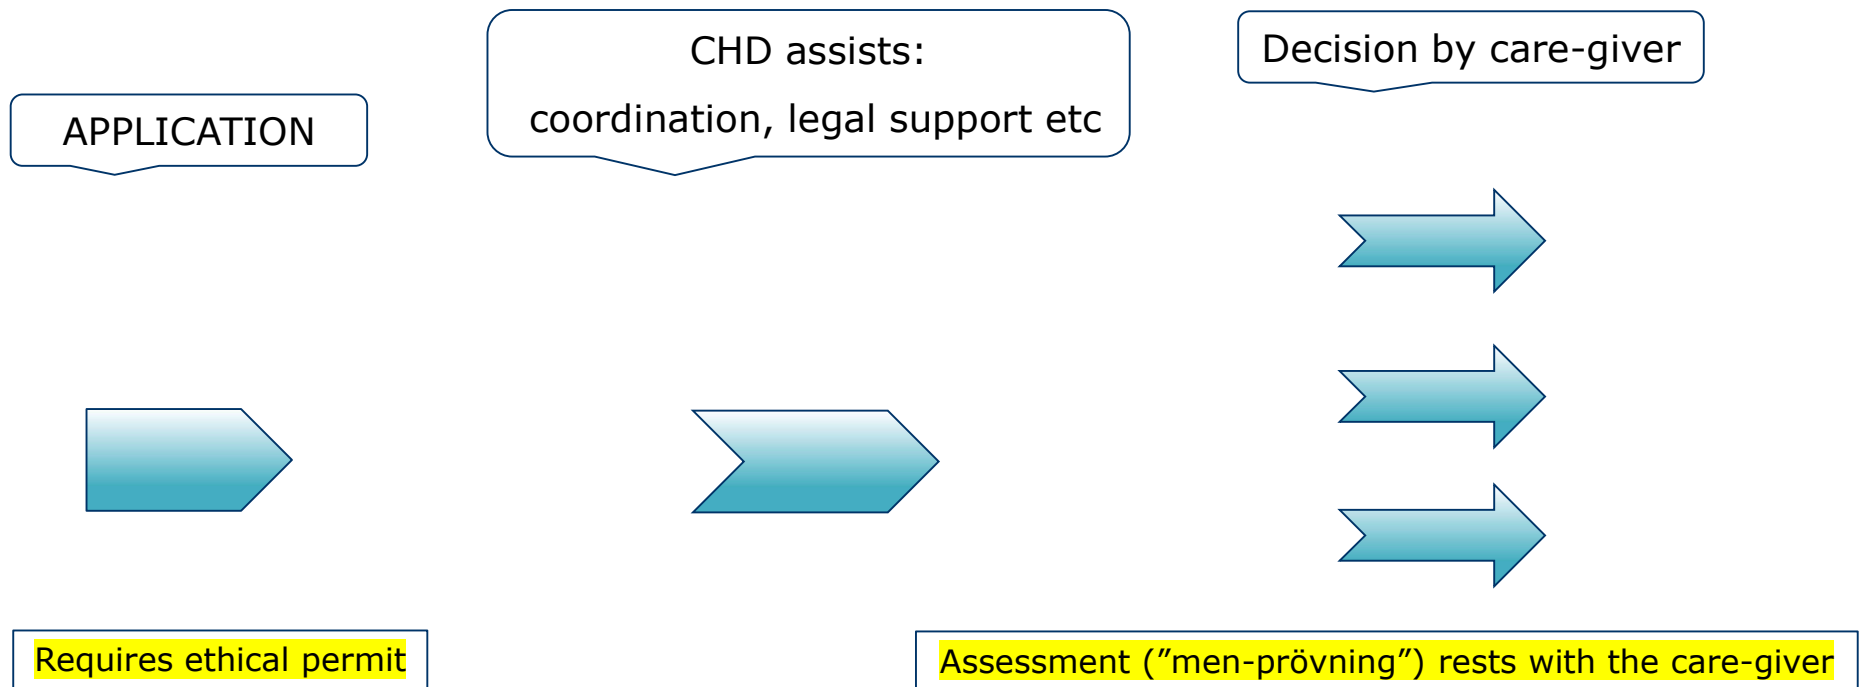 APPLICATION
CHD assists:
coordination, legal support etc
Decision by care-giver
Requires ethical permit
Assessment (”men-prövning”) rests with the care-giver